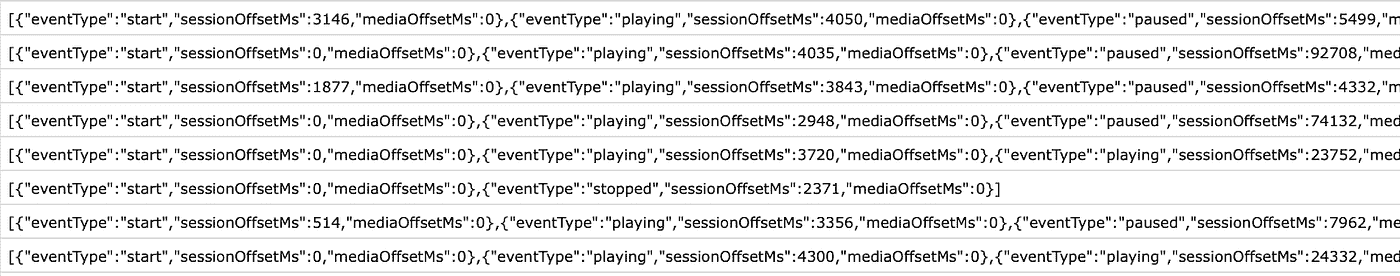 [{"eventType":"start","sessionOffsetMs":3146,"mediaOffsetMs":0},{"eventType":"playing","sessionOffsetMs":4050,"mediaOffsetMs":0},{"eventType":"paused","sessionOffsetMs":5499,"m
[{"eventType":"start","sessionOffsetMs":0,"mediaOffsetMs":0},{"eventType":"playing","sessionOffsetMs":4035,"mediaOffsetMs":0},{"eventType":"paused","sessionOffsetMs":92708,"med
[{"eventType":"start","sessionOffsetMs":1877,"mediaOffsetMs":0},{"eventType":"playing","sessionOffsetMs":3843,"mediaOffsetMs":0},{"eventType":"paused","sessionOffsetMs":4332,"m
[{"eventType":"start","sessionOffsetMs":0,"mediaOffsetMs":0},{"eventType":"playing","sessionOffsetMs":2948,"mediaOffsetMs":0},{"eventType":"paused","sessionOffsetMs":74132,"med
[{"eventType":"start","sessionOffsetMs":0,"mediaOffsetMs":0},{"eventType":"playing","sessionOffsetMs":3720,"mediaOffsetMs":0},{"eventType":"playing","sessionOffsetMs":23752,"me
[{"eventType":"start","sessionOffsetMs":0,"mediaOffsetMs":0},{"eventType":"stopped","sessionOffsetMs":2371,"mediaOffsetMs":0}]
[{"eventType":"start","sessionOffsetMs":514,"mediaOffsetMs":0},{"eventType":"playing","sessionOffsetMs":3356,"mediaOffsetMs":0},{"eventType":"paused","sessionOffsetMs":7962,"me
[{"eventType":"start","sessionOffsetMs":0,"mediaOffsetMs":0},{"eventType":"playing","sessionOffsetMs":4300,"mediaOffsetMs":0},{"eventType":"playing","sessionOffsetMs":24332,"me